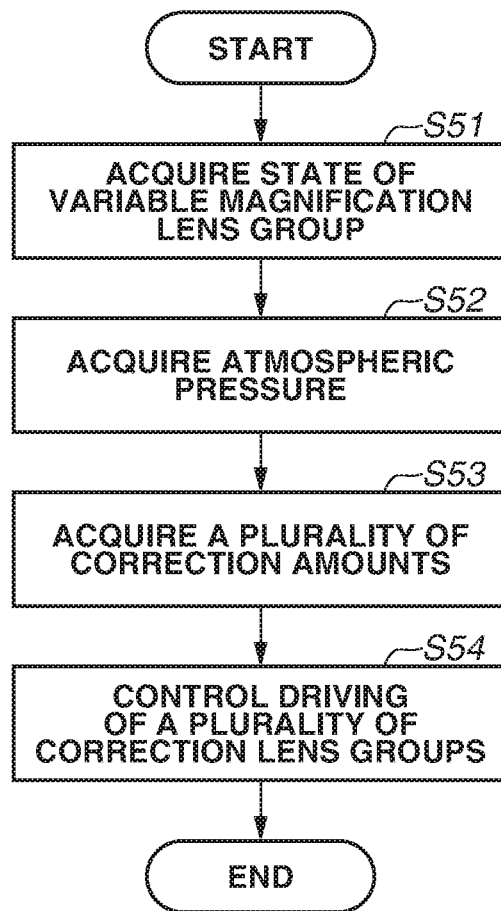 START
S51
ACQUIRE STATE OF
VARIABLE MAGNIFICATION
LENS GROUP
S52
ACQUIRE ATMOSPHERIC
PRESSURE
S53
ACQUIRE A PLURALITY OF
CORRECTION AMOUNTS
S54
CONTROL DRIVING
OF A PLURALITY OF
CORRECTION LENS GROUPS
END